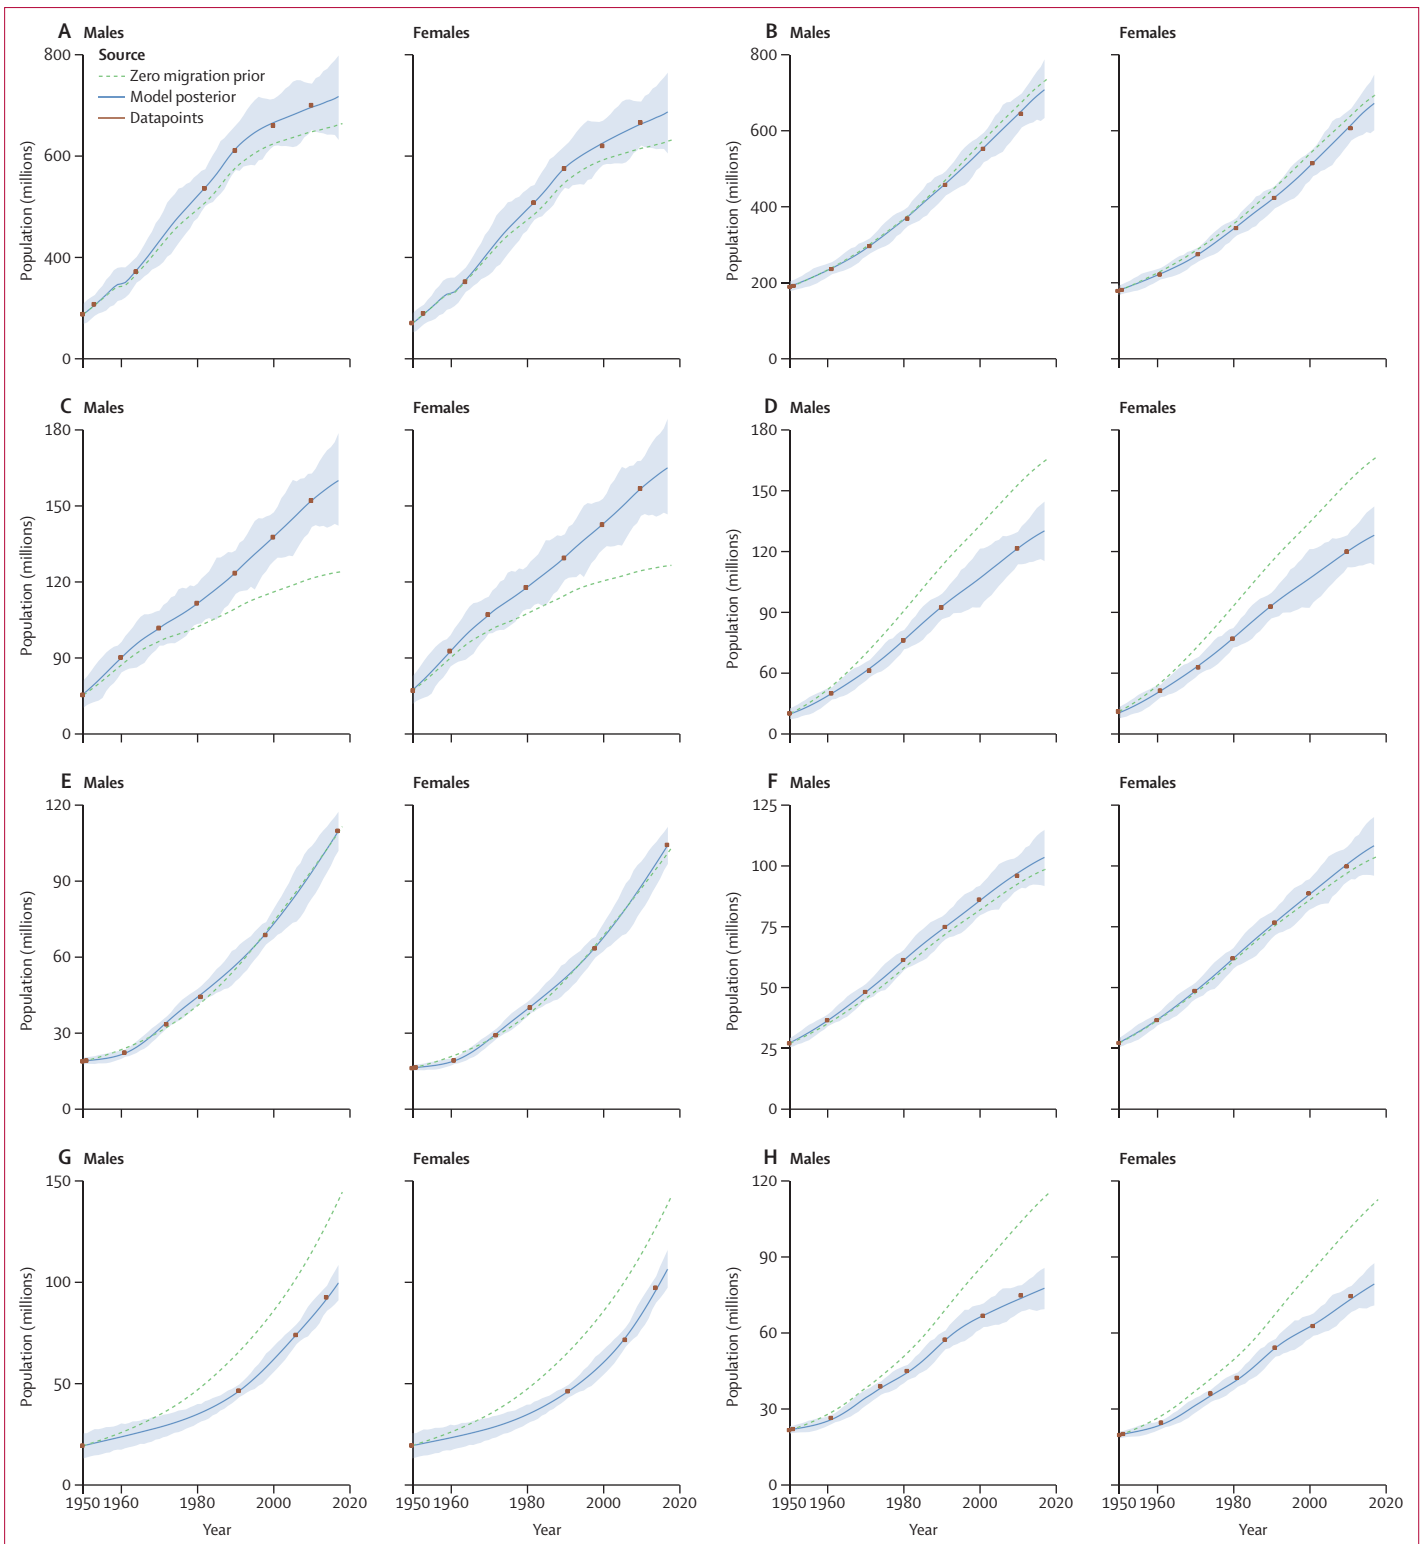 A Males
Females
B Males
Females
Source
Zero migration prior
Model posterior
Datapoints
Population (millions)
800
600
400
0
Population (millions)
800
600
400
200
0
C Males
Females
D Males
Females
Population (millions)
180
150
120
90
0
Population (millions)
180
150
120
90
60
0
E Males
Females
F Males
Females
Population (millions)
120
90
60
30
0
Population (millions)
125
100
75
50
25
0
G Males
Females
H Males
Females
Population (millions)
150
100
50
0
Population (millions)
120
90
60
30
0
1950 1960 1980 2000 2020
1950 1960 1980 2000 2020
1950 1960 1980 2000 2020
1950 1960 1980 2000 2020
Year
Year
Year
Year